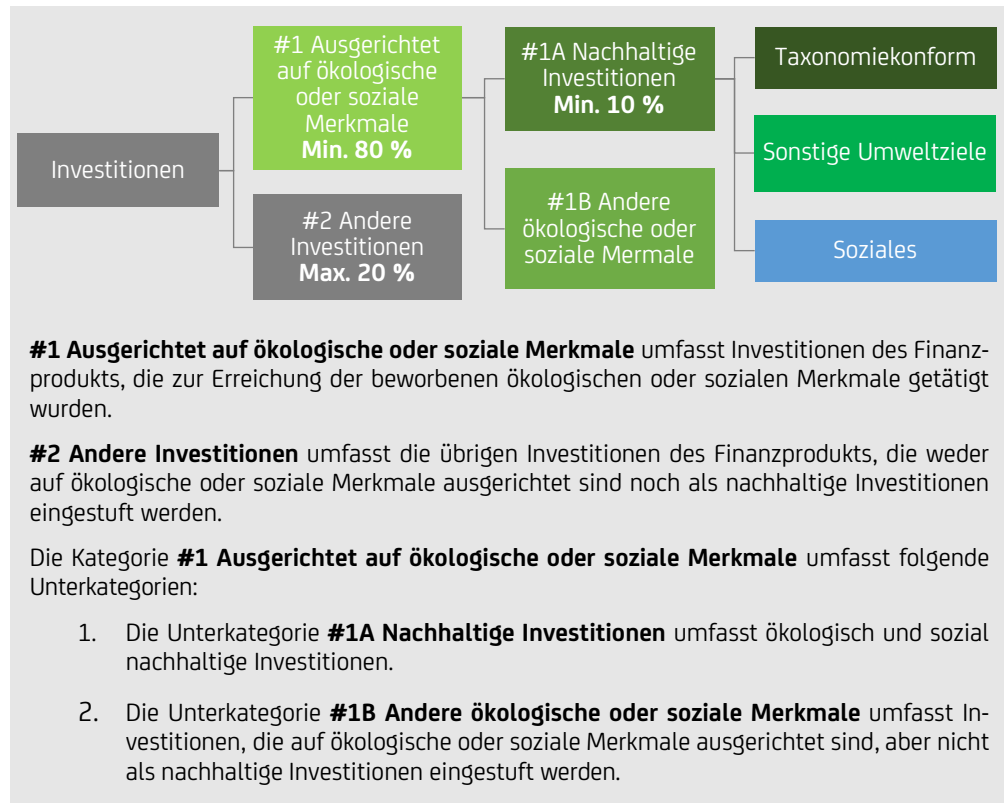 Investitionen
#1 Ausgerichtet
auf ökologische
oder soziale
Merkmale
Min. 80 %
#2 Andere
Investitionen
Max. 20 %
#1A Nachhaltige
Investitionen
Min. 10 %
#1B Andere
ökologische oder
soziale Mermale
Taxonomiekonform
Sonstige Umweltziele
Soziales
#1 Ausgerichtet auf ökologische oder soziale Merkmale umfasst Investitionen des Finanz-
produkts, die zur Erreichung der beworbenen ökologischen oder sozialen Merkmale getätigt
wurden.
#2 Andere Investitionen umfasst die übrigen Investitionen des Finanzprodukts, die weder
auf ökologische oder soziale Merkmale ausgerichtet sind noch als nachhaltige Investitionen
eingestuft werden.
Die Kategorie #1 Ausgerichtet auf ökologische oder soziale Merkmale umfasst folgende
Unterkategorien:
1. Die Unterkategorie #1A Nachhaltige Investitionen umfasst ökologisch und sozial
nachhaltige Investitionen.
2. Die Unterkategorie #1B Andere ökologische oder soziale Merkmale umfasst In-
vestitionen, die auf ökologische oder soziale Merkmale ausgerichtet sind, aber nicht
als nachhaltige Investitionen eingestuft werden.